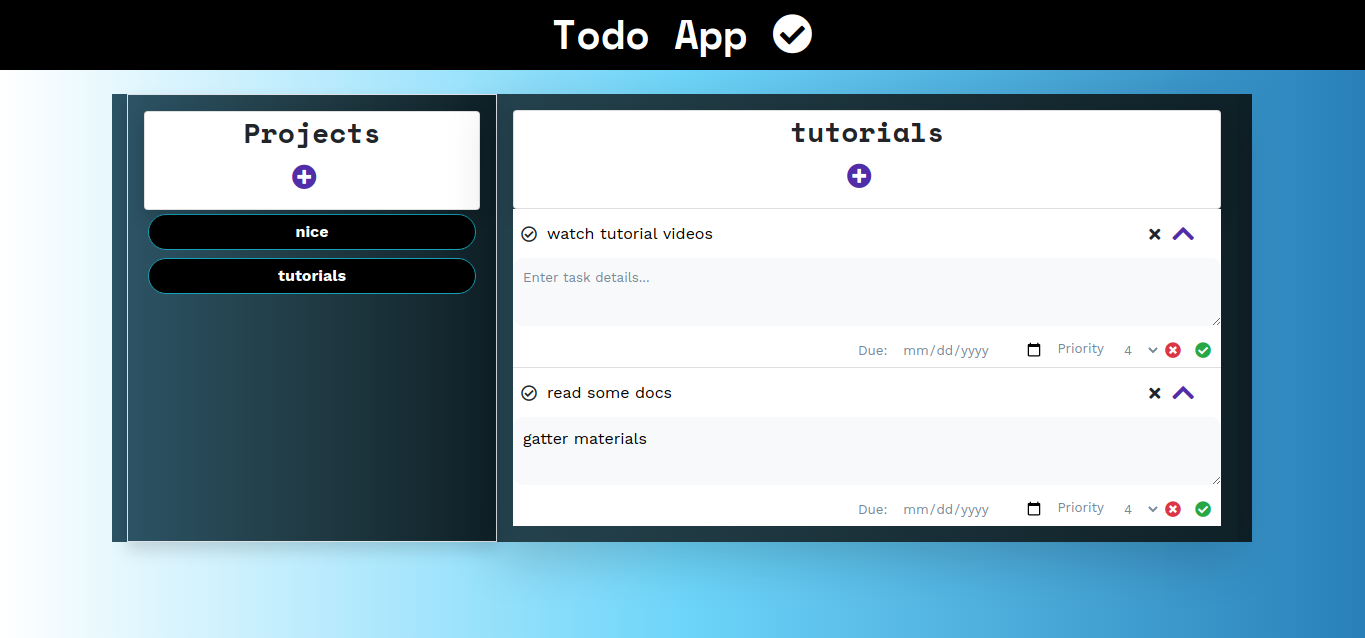 Todo App
Projects
nice
tutorials
tutorials
watch tutorial videos
Enter task details...
Due: mm/dd/yyyy Priority 4
read some docs
gatter materials
Due: mm/dd/yyyy Priority 4